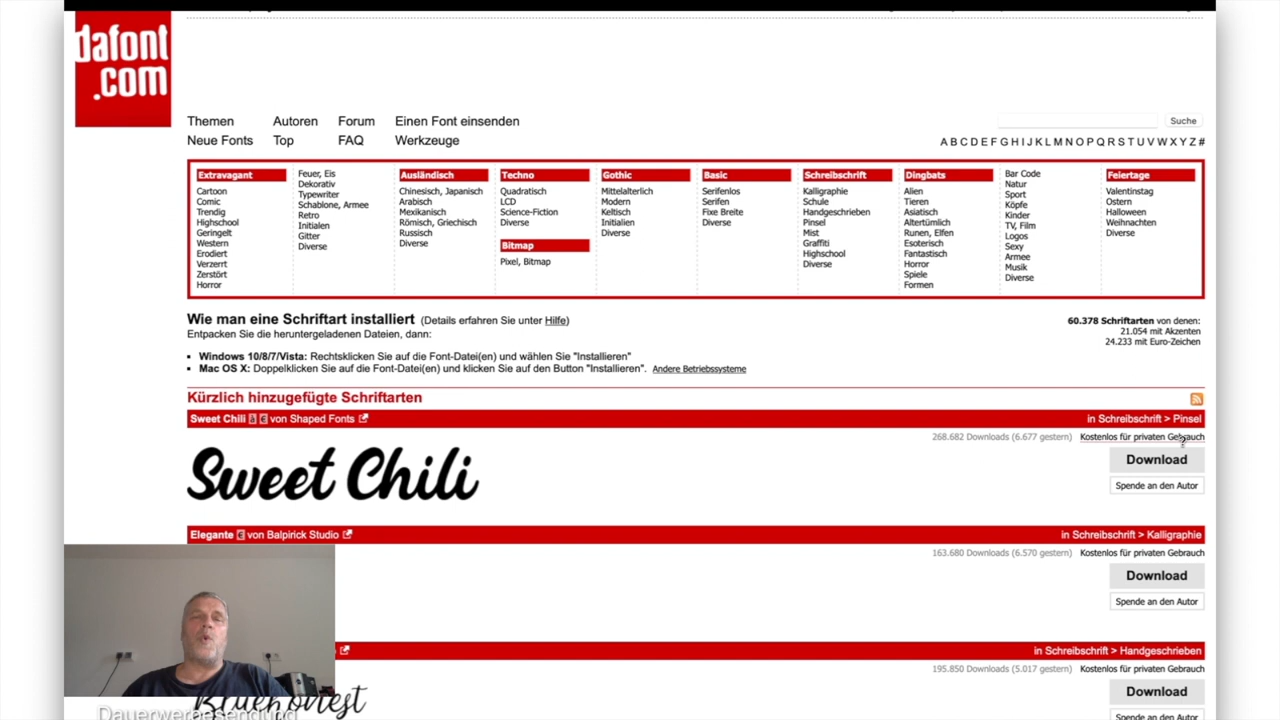 dafont
.com
Themen Autoren Forum Einen Font einsenden
Neue Fonts Top FAQ Werkzeuge
Suche
A B C D E F G H I J K L M N O P Q R S T U V W X Y Z #
Extravagant
Cartoon
Comic
Trendig
Highschool
Geringelt
Western
Erodiert
Verzerrt
Zerstört
Horror
Feuer, Eis
Dekorativ
Typewriter
Schablone, Armee
Retro
Initialen
Gitter
Diverse
Ausländisch
Chinesisch, Japanisch
Arabisch
Mexikanisch
Römisch, Griechisch
Russisch
Diverse
Techno
Quadratisch
LCD
Science-Fiction
Diverse
Bitmap
Pixel, Bitmap
Gothic
Mittelalterlich
Modern
Keltisch
Initialen
Diverse
Basic
Serifenlos
Serifen
Fixe Breite
Diverse
Schreibschrift
Kalligraphie
Schule
Handgeschrieben
Pinsel
Mist
Graffiti
Highschool
Diverse
Dingbats
Alien
Tieren
Asiatisch
Altertümlich
Runen, Elfen
Esoterisch
Fantastisch
Horror
Spiele
Formen
Bar Code
Natur
Sport
Köpfe
Kinder
TV, Film
Logos
Sexy
Armee
Musik
Diverse
Feiertage
Valentinstag
Ostern
Halloween
Weihnachten
Diverse
Wie man eine Schriftart installiert (Details erfahren Sie unter Hilfe)
Entpacken Sie die heruntergeladenen Dateien, dann:
60.378 Schriftarten von denen:
21.054 mit Akzenten
24.233 mit Euro-Zeichen
Windows 10/8/7/Vista: Rechtsklicken Sie auf die Font-Datei(en) und wählen Sie "Installieren"
Mac OS X: Doppelklicken Sie auf die Font-Datei(en) und klicken Sie auf den Button "Installieren". Andere Betriebssysteme
Kürzlich hinzugefügte Schriftarten
Sweet Chili à € von Shaped Fonts in Schreibschrift > Pinsel
268.682 Downloads (6.677 gestern) Kostenlos für privaten Gebrauch
Sweet Chili
Download
Spende an den Autor
Elegante € von Balpirick Studio in Schreibschrift > Kalligraphie
163.680 Downloads (6.570 gestern) Kostenlos für privaten Gebrauch
Download
Spende an den Autor
in Schreibschrift > Handgeschrieben
195.850 Downloads (5.017 gestern) Kostenlos für privaten Gebrauch
Download
Spende an den Autor
Dauerwerbesendung